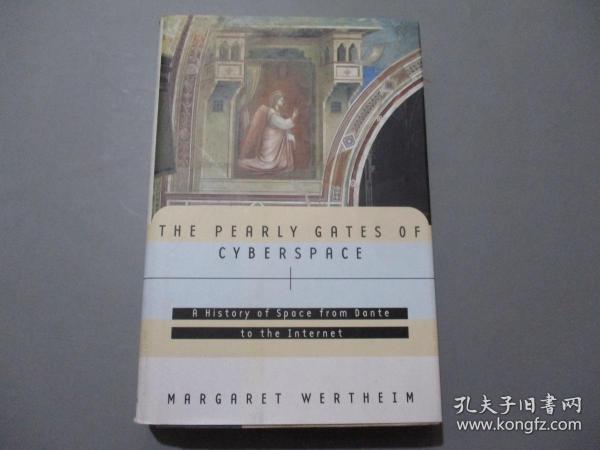 THE PEARLY GATES OF
CYBERSPACE
A History of Space from Dante
to the Internet
MARGARET WERTHEIM
孔夫子旧書网
www.kongfz.com